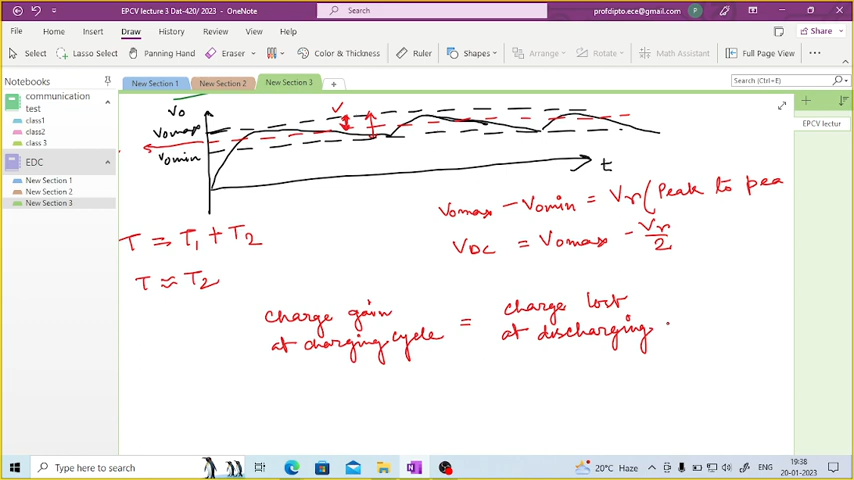 EPCV lecture 3 Dat-420/ 2023 - OneNote
Search
profdipto.ece@gmail.com
P
File
Home
Insert
Draw
History
Review
View
Help
Share
Select
Lasso Select
Panning Hand
Eraser
Color & Thickness
Ruler
Shapes
Arrange
Rotate
Math Assistant
Full Page View
Notebooks
New Section 1
New Section 2
New Section 3
Search (Ctrl+E)
communication
test
class1
class2
class 3
EDC
New Section 1
New Section 2
New Section 3
EPCV lectur
vo
vomax
vomin
t
Vomax - Vomin = Vr (Peak to pea
VDC = Vomax - Vr/2
T = T1 + T2
T ≈ T2
charge gain
at charging cycle
=
charge lost
at discharging
Type here to search
20°C Haze
ENG
19:38
20-01-2023